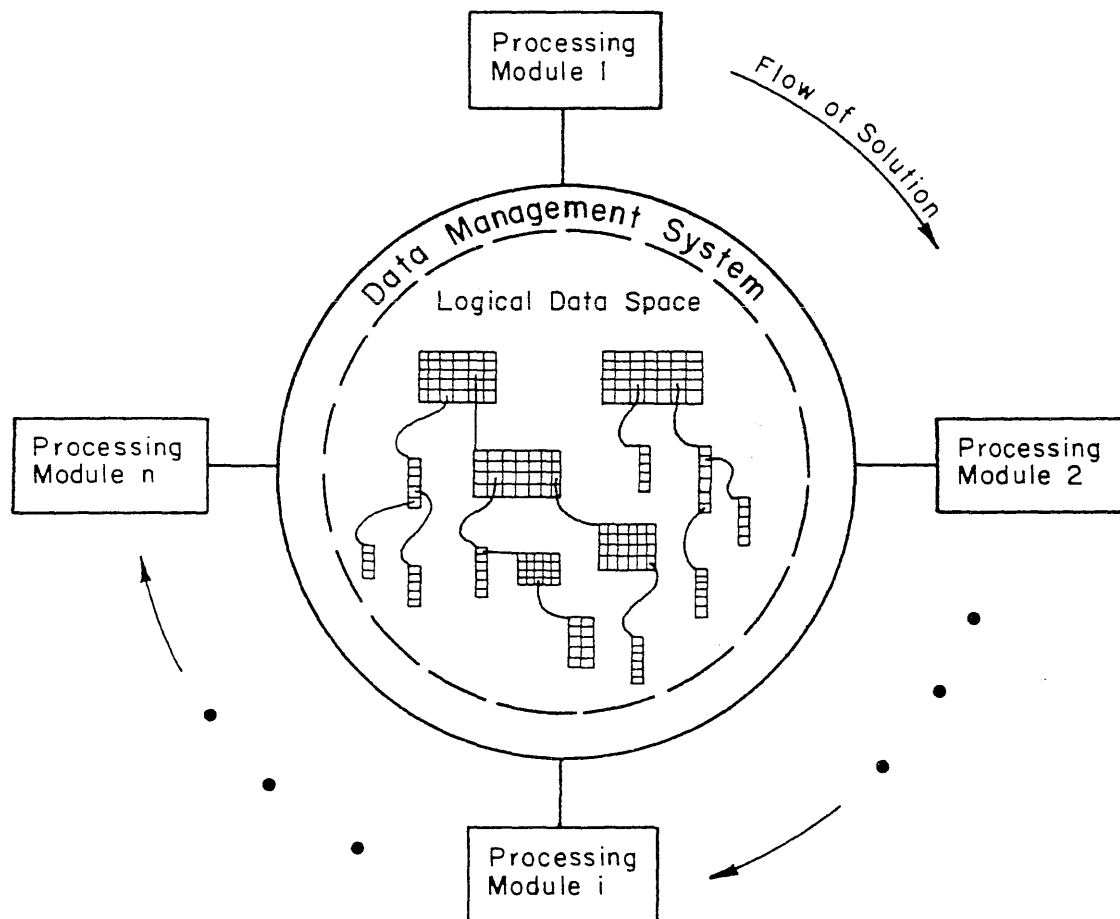 Processing
Module 1
Flow of Solution
Data Management System
Logical Data Space
Processing
Module n
Processing
Module 2
Processing
Module i